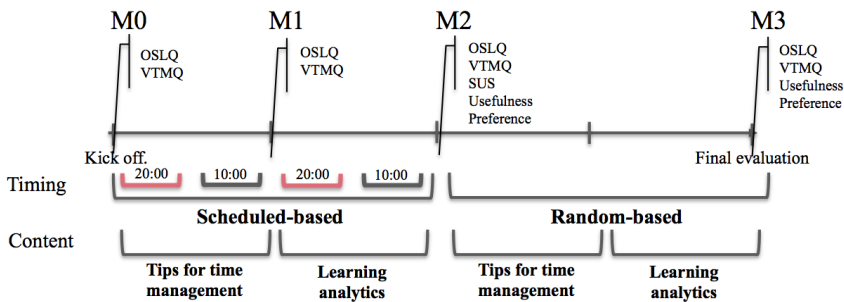 M0
M1
M2
M3
OSLQ
VTMQ
OSLQ
VTMQ
OSLQ
VTMQ
SUS
Usefulness
Preference
OSLQ
VTMQ
Usefulness
Preference
Kick off.
Final evaluation
Timing
20:00
10:00
20:00
10:00
Scheduled-based
Random-based
Content
Tips for time
management
Learning
analytics
Tips for time
management
Learning
analytics